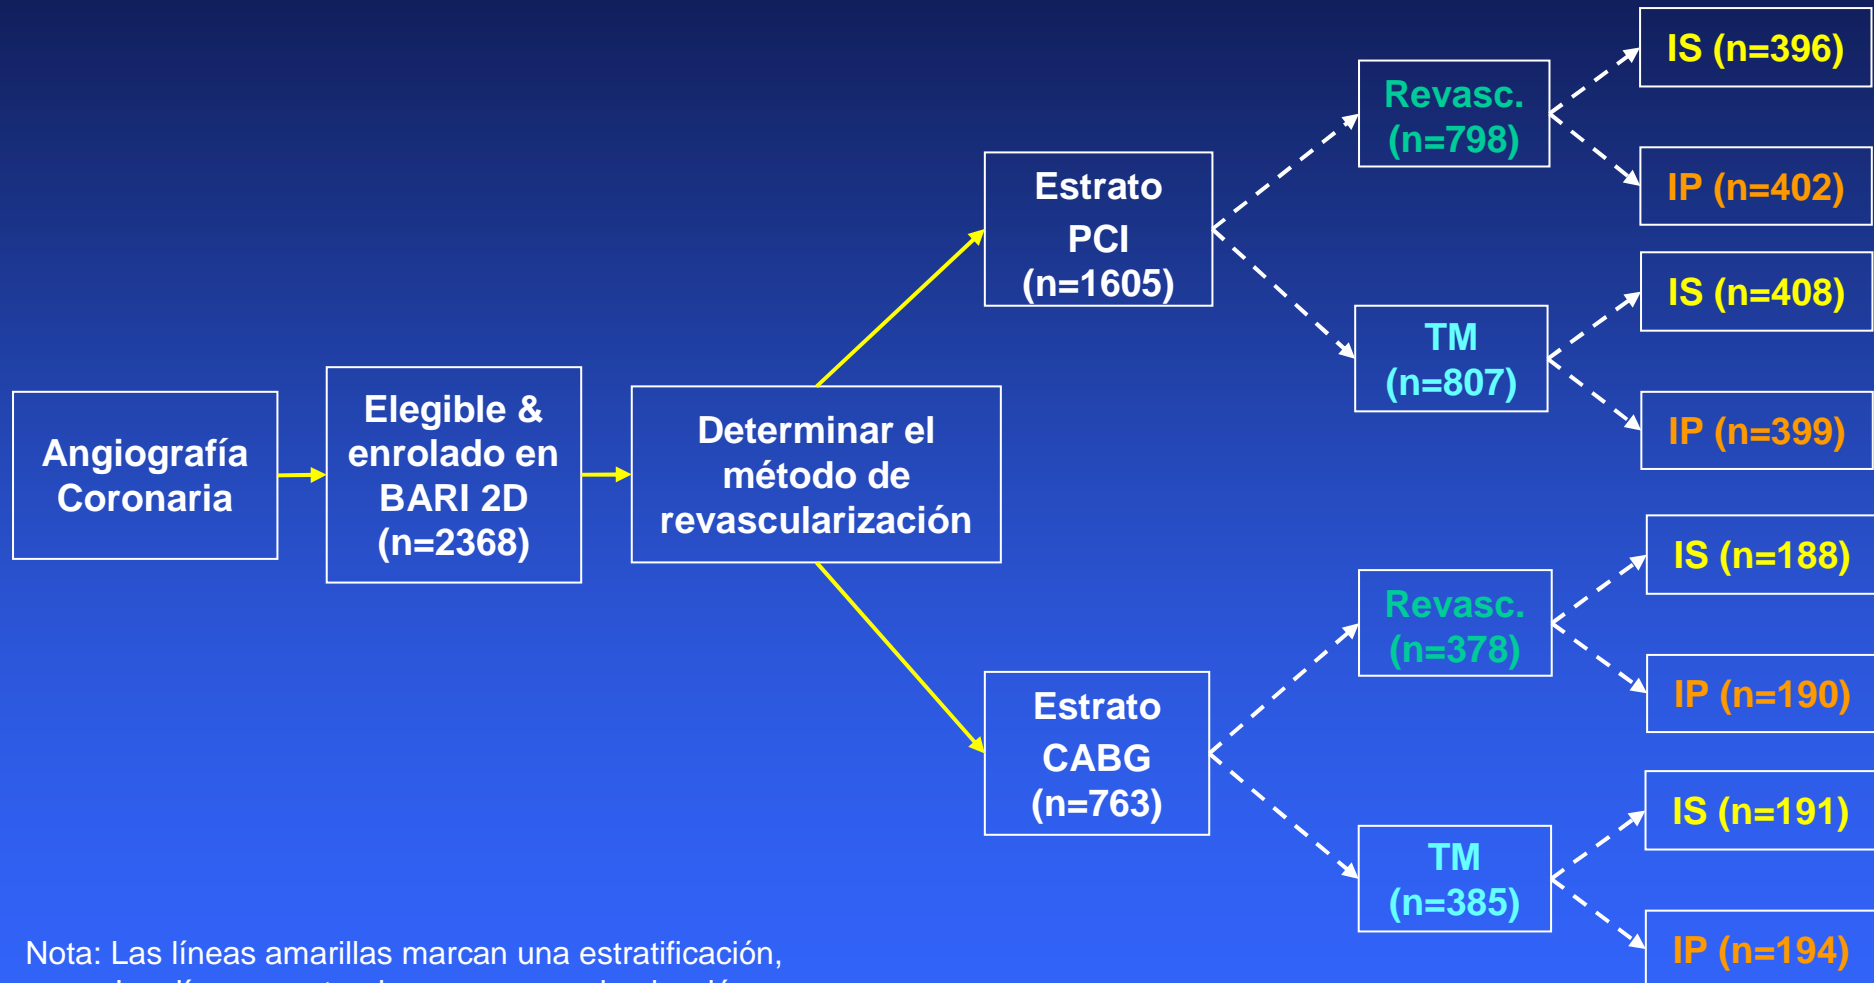 Angiografía
Coronaria
Elegible &
enrolado en
BARI 2D
(n=2368)
Determinar el
método de
revascularización
Estrato
PCI
(n=1605)
Revasc.
(n=798)
IS (n=396)
IP (n=402)
TM
(n=807)
IS (n=408)
IP (n=399)
Estrato
CABG
(n=763)
Revasc.
(n=378)
IS (n=188)
IP (n=190)
TM
(n=385)
IS (n=191)
IP (n=194)
Nota: Las líneas amarillas marcan una estratificación,